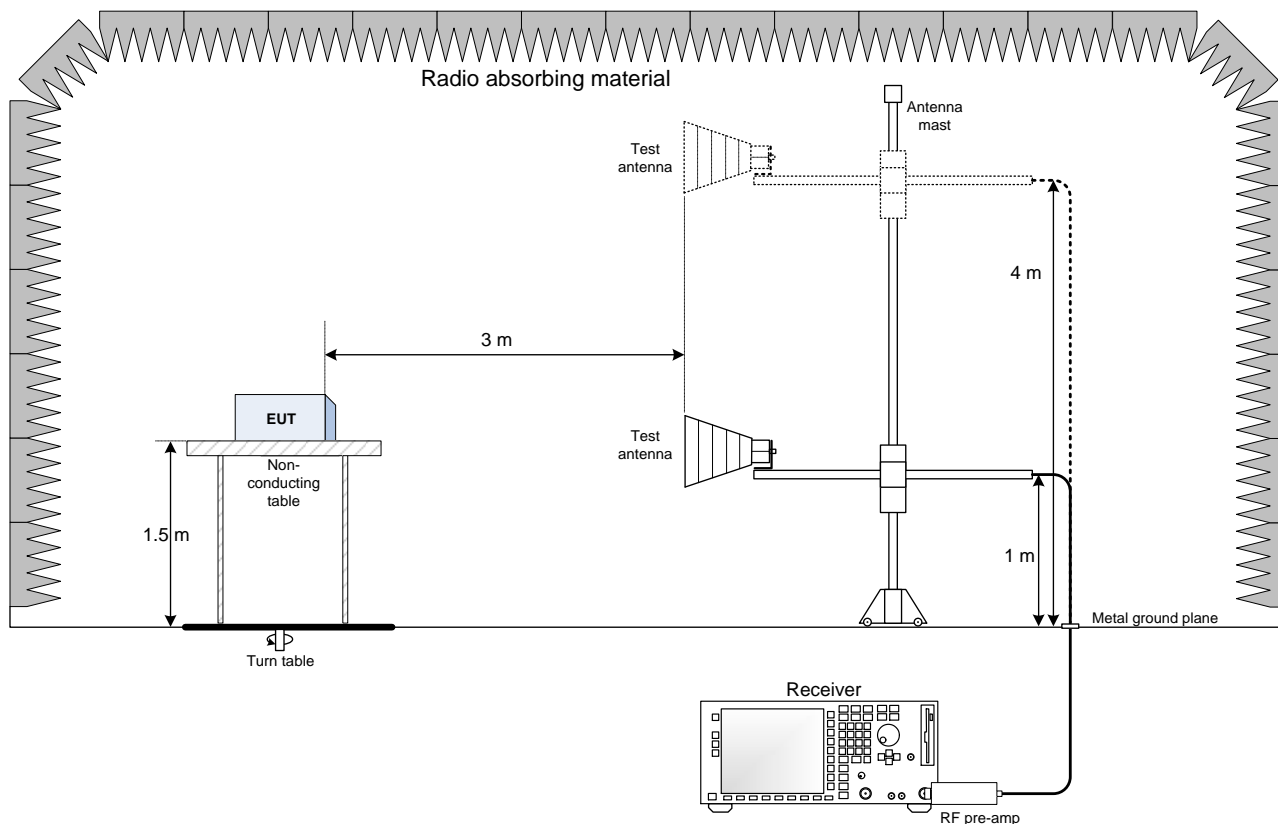 Radio absorbing material
Antenna
mast
Test
antenna
4 m
3 m
EUT
Test
antenna
Non-
conducting
table
1.5 m
1 m
Metal ground plane
Turn table
Receiver
RF pre-amp